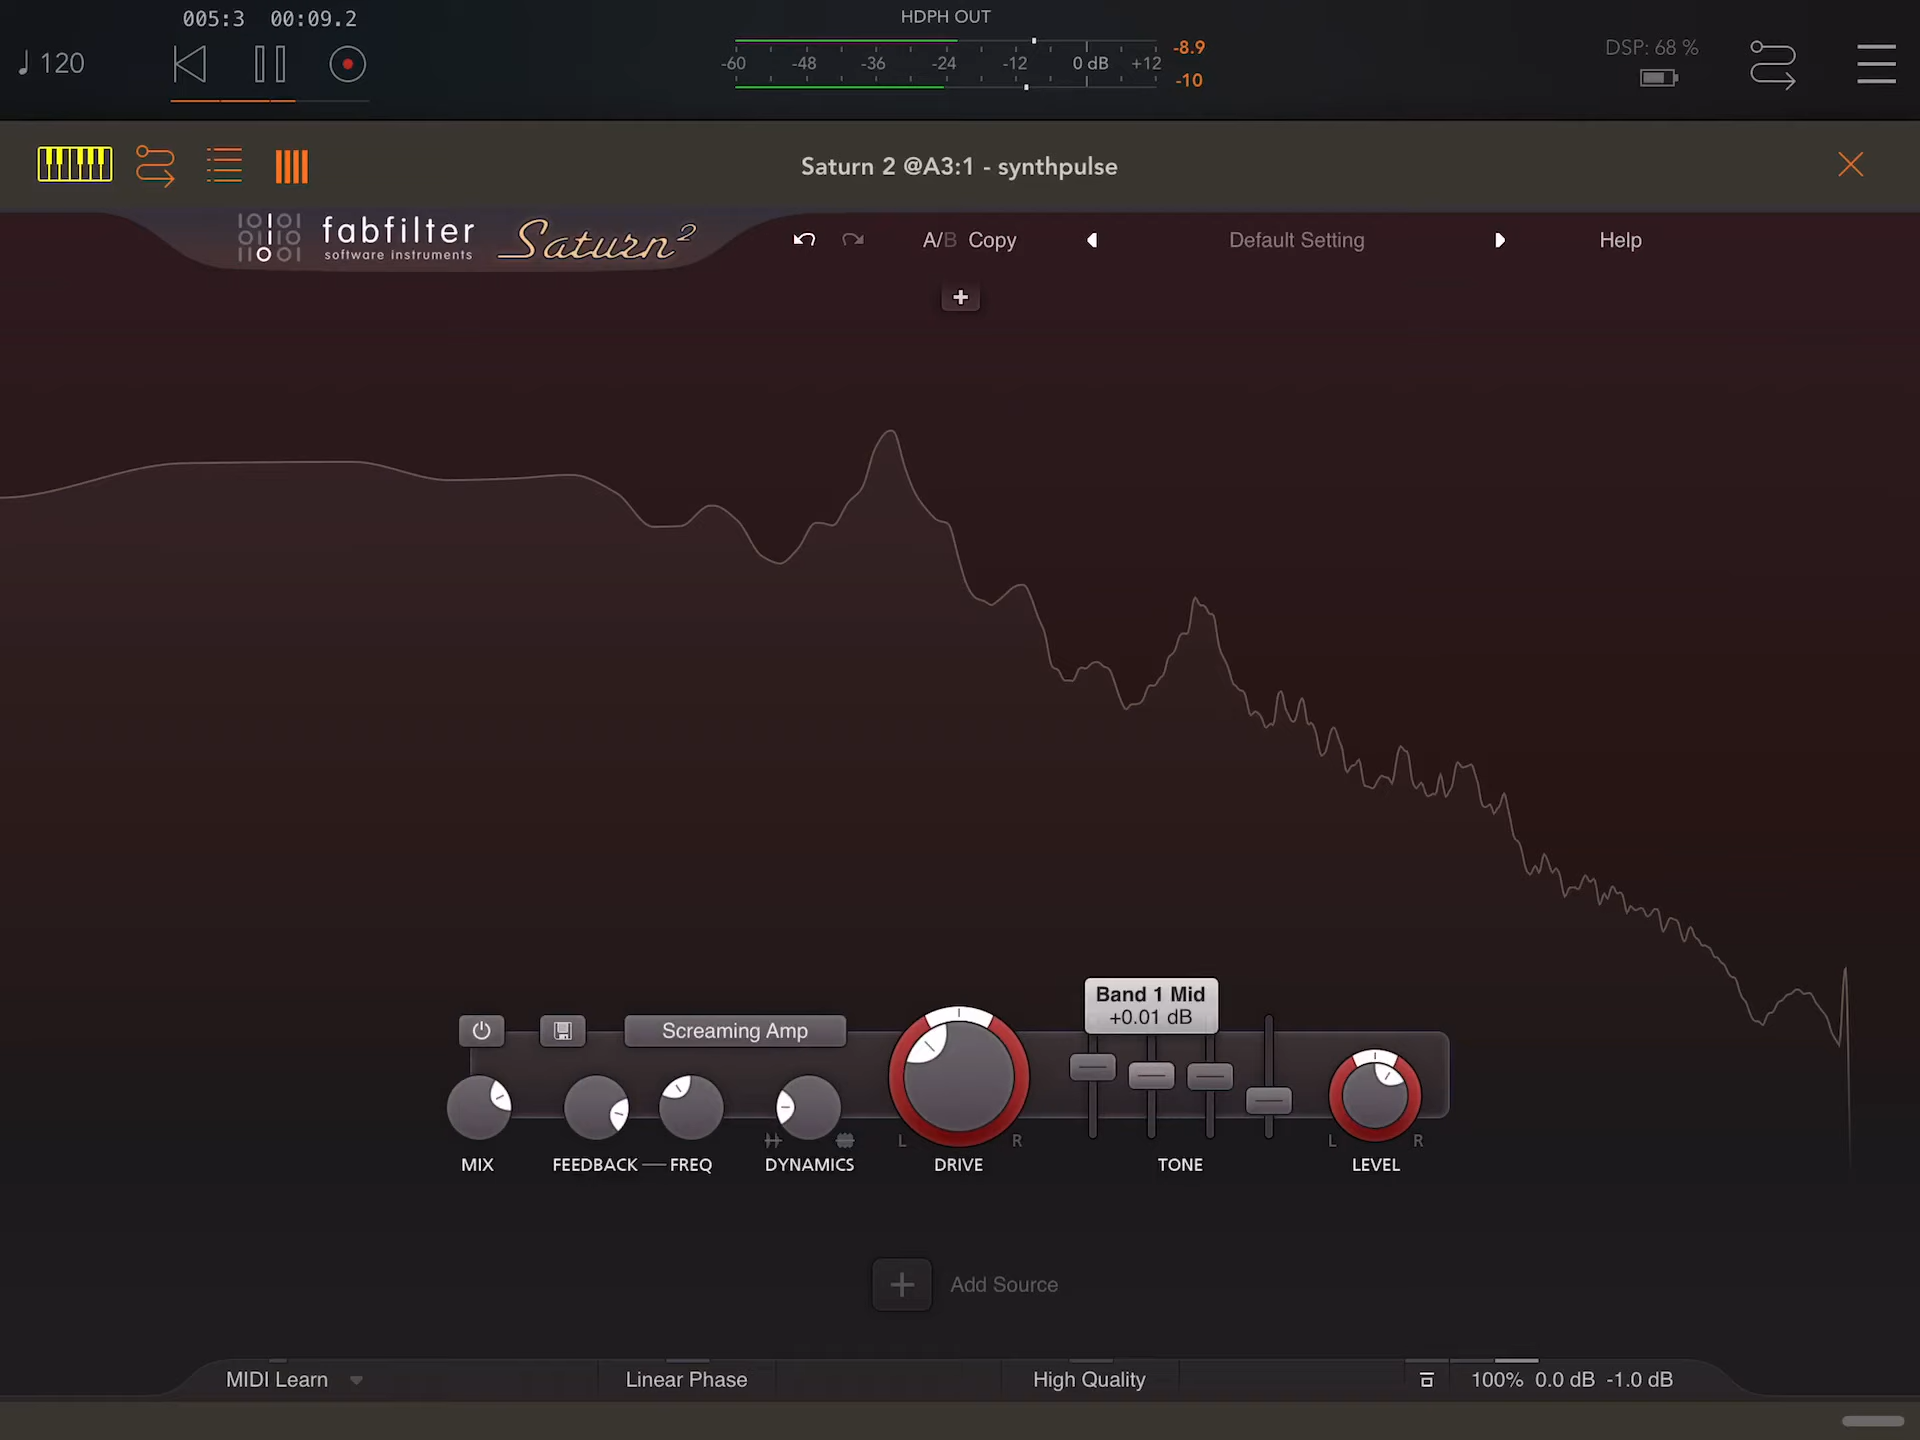 005:3 00:09.2
HDPH OUT
120
-60 -48 -36 -24 -12 0 dB +12
-8.9
-10
DSP: 68 %
Saturn 2 @A3:1 - synthpulse
fabfilter
software instruments
Saturn 2
A/B Copy
Default Setting
Help
Band 1 Mid
+0.01 dB
Screaming Amp
L R
L R
MIX
FEEDBACK
FREQ
DYNAMICS
DRIVE
TONE
LEVEL
Add Source
MIDI Learn
Linear Phase
High Quality
100% 0.0 dB -1.0 dB